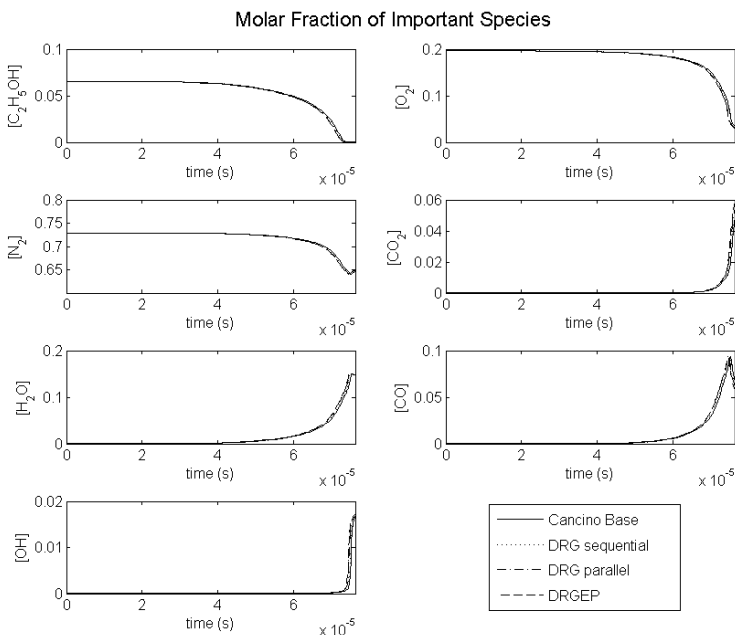 Molar Fraction of Important Species
0.1
0.05
0
[C₂H₅OH]
0 2 4 6
time (s)
x 10⁻⁵
0.2
0.1
0
[O₂]
0 2 4 6
time (s)
x 10⁻⁵
0.8
0.75
0.7
0.65
[N₂]
0 2 4 6
time (s)
x 10⁻⁵
0.06
0.04
0.02
0
[CO₂]
0 2 4 6
time (s)
x 10⁻⁵
0.2
0.1
0
[H₂O]
0 2 4 6
time (s)
x 10⁻⁵
0.1
0.05
0
[CO]
0 2 4 6
time (s)
x 10⁻⁵
0.02
0.01
0
[OH]
0 2 4 6
time (s)
x 10⁻⁵
Cancino Base
DRG sequential
DRG parallel
DRGEP